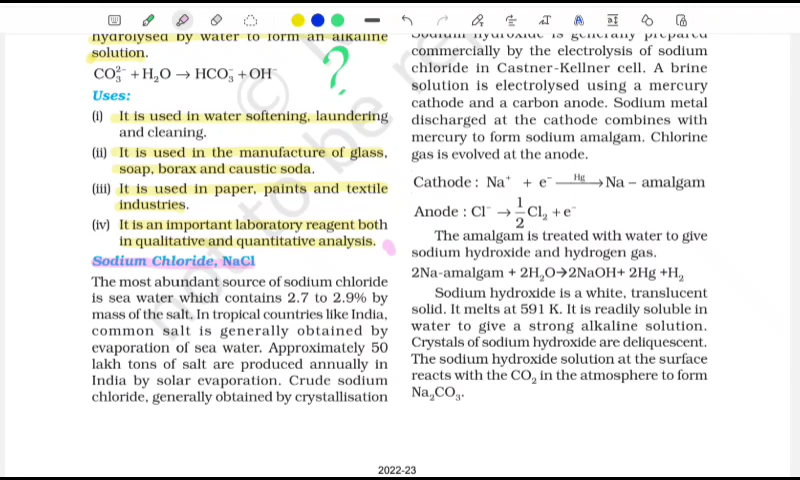 hydrolysed by water to form an alkaline
solution.
CO₃²⁻ + H₂O → HCO₃⁻ + OH⁻
?
Uses:
(i) It is used in water softening, laundering
and cleaning.
(ii) It is used in the manufacture of glass,
soap, borax and caustic soda.
(iii) It is used in paper, paints and textile
industries.
(iv) It is an important laboratory reagent both
in qualitative and quantitative analysis.
Sodium Chloride, NaCl
The most abundant source of sodium chloride
is sea water which contains 2.7 to 2.9% by
mass of the salt. In tropical countries like India,
common salt is generally obtained by
evaporation of sea water. Approximately 50
lakh tons of salt are produced annually in
India by solar evaporation. Crude sodium
chloride, generally obtained by crystallisation
Sodium hydroxide is generally prepared
commercially by the electrolysis of sodium
chloride in Castner-Kellner cell. A brine
solution is electrolysed using a mercury
cathode and a carbon anode. Sodium metal
discharged at the cathode combines with
mercury to form sodium amalgam. Chlorine
gas is evolved at the anode.
Cathode : Na⁺ + e⁻ —Hg→ Na – amalgam
Anode : Cl⁻ → 1/2 Cl₂ + e⁻
The amalgam is treated with water to give
sodium hydroxide and hydrogen gas.
2Na-amalgam + 2H₂O→2NaOH+ 2Hg +H₂
Sodium hydroxide is a white, translucent
solid. It melts at 591 K. It is readily soluble in
water to give a strong alkaline solution.
Crystals of sodium hydroxide are deliquescent.
The sodium hydroxide solution at the surface
reacts with the CO₂ in the atmosphere to form
Na₂CO₃.
2022-23